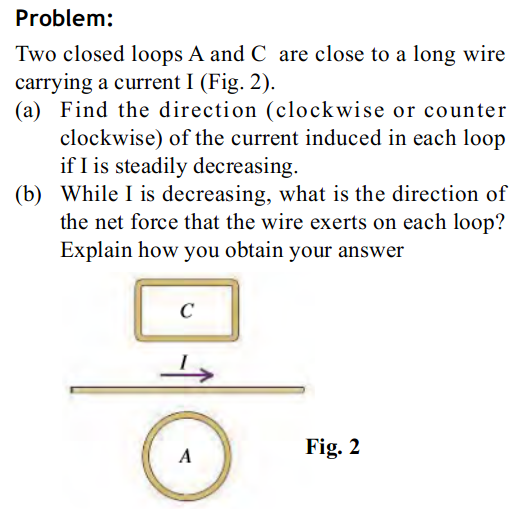 Problem:
Two closed loops A and C are close to a long wire
carrying a current I (Fig. 2).
(a) Find the direction (clockwise or counter
clockwise) of the current induced in each loop
if I is steadily decreasing.
(b) While I is decreasing, what is the direction of
the net force that the wire exerts on each loop?
Explain how you obtain your answer
C
I
A
Fig. 2